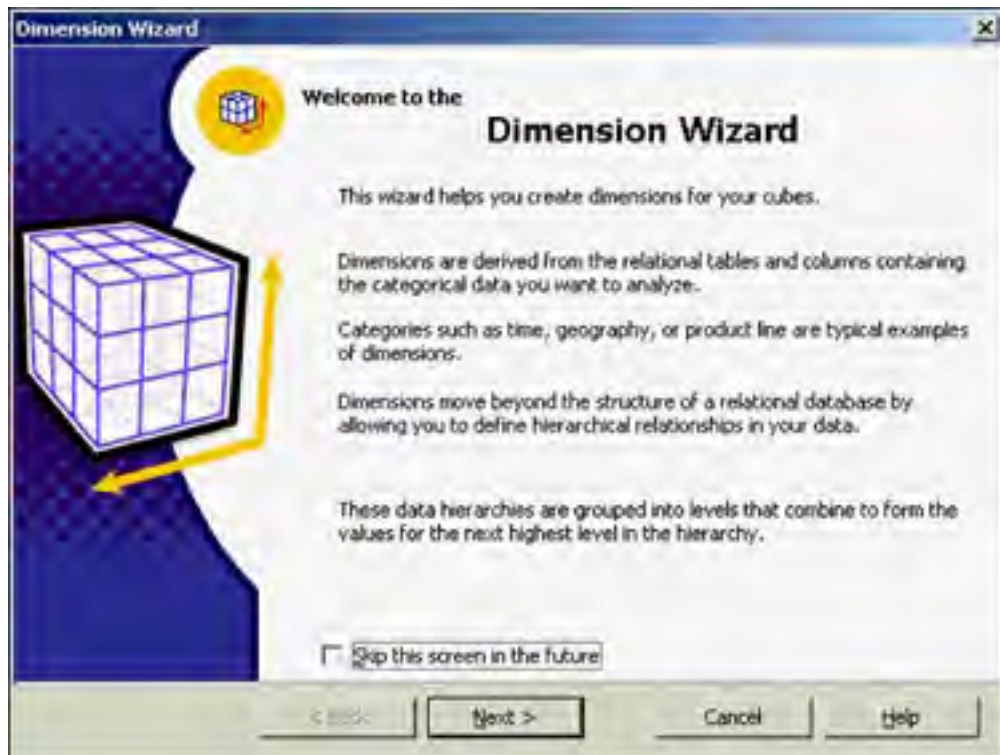 Dimension Wizard
Welcome to the
Dimension Wizard
This wizard helps you create dimensions for your cubes.
Dimensions are derived from the relational tables and columns containing
the categorical data you want to analyze.
Categories such as time, geography, or product line are typical examples
of dimensions.
Dimensions move beyond the structure of a relational database by
allowing you to define hierarchical relationships in your data.
These data hierarchies are grouped into levels that combine to form the
values for the next highest level in the hierarchy.
Skip this screen in the future
< Back
Next >
Cancel
Help